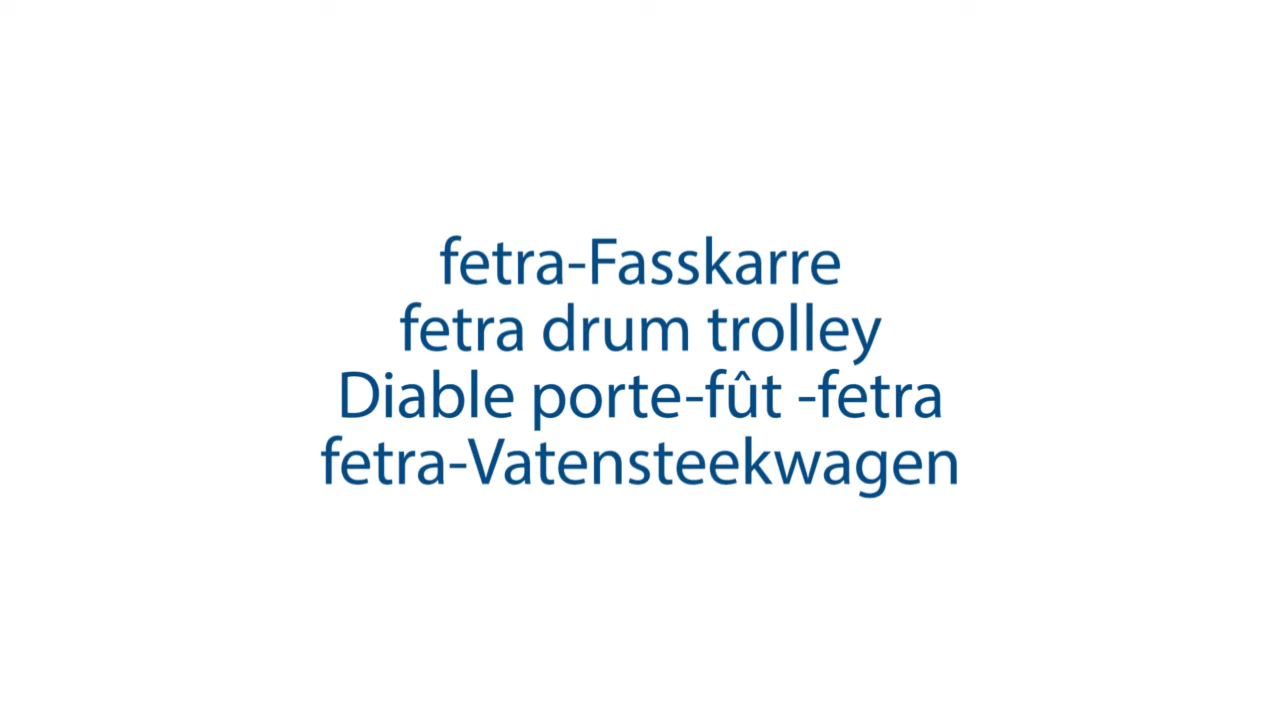 fetra-Fasskarre
fetra drum trolley
Diable porte-fût -fetra
fetra-Vatensteekwagen